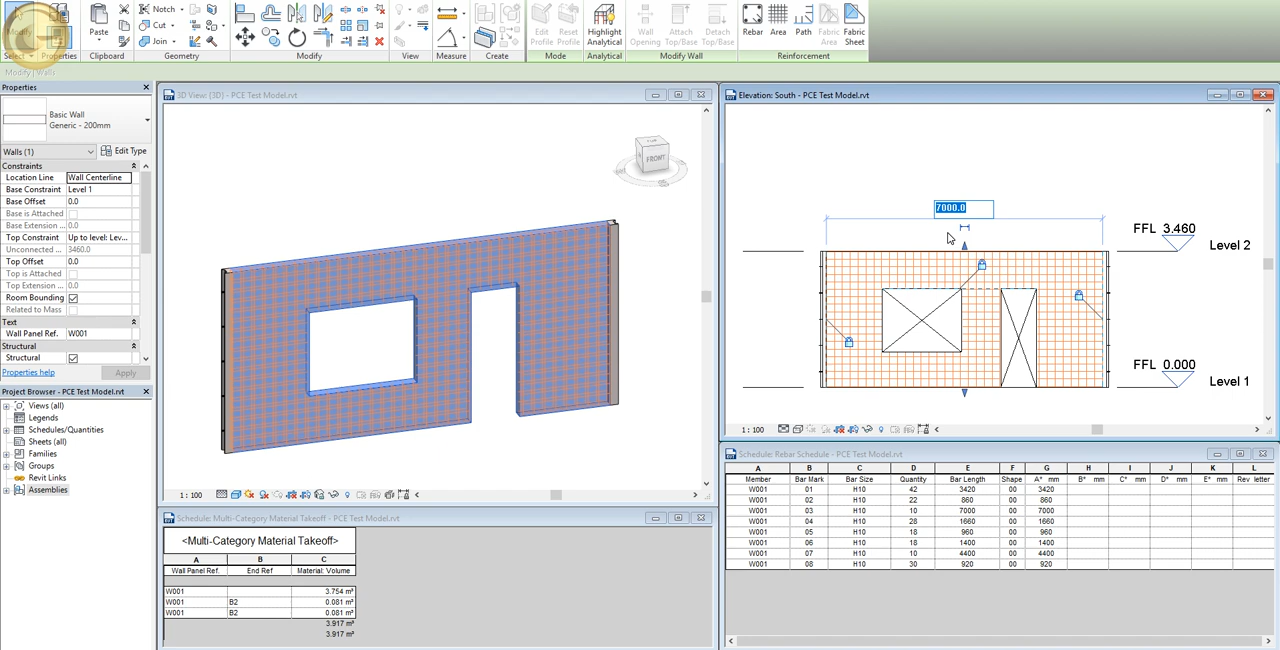 Modify
Paste
Notch
Cut
Join
Edit Profile
Reset Profile
Highlight Analytical
Wall Opening
Attach Top/Base
Detach Top/Base
Rebar
Area
Path
Fabric Area
Fabric Sheet
Select
Properties
Clipboard
Geometry
Modify
View
Measure
Create
Mode
Analytical
Modify Wall
Reinforcement
Modify | Walls
Properties
Basic Wall
Generic - 200mm
Walls (1)
Edit Type
Constraints
Location Line Wall Centerline
Base Constraint Level 1
Base Offset 0.0
Base is Attached
Base Extension ... 0.0
Top Constraint Up to level: Lev...
Unconnected ... 3460.0
Top Offset 0.0
Top is Attached
Top Extension ... 0.0
Room Bounding
Related to Mass
Text
Wall Panel Ref. W001
Structural
Structural
Properties help
Apply
Project Browser - PCE Test Model.rvt
Views (all)
Legends
Schedules/Quantities
Sheets (all)
Families
Groups
Revit Links
Assemblies
3D View: {3D} - PCE Test Model.rvt
FRONT
1 : 100
Elevation: South - PCE Test Model.rvt
7000.0
FFL 3.460
Level 2
FFL 0.000
Level 1
1 : 100
Schedule: Multi-Category Material Takeoff - PCE Test Model.rvt
<Multi-Category Material Takeoff>
A B C
Wall Panel Ref. End Ref Material: Volume
W001 3.754 m³
W001 B2 0.081 m³
W001 B2 0.081 m³
3.917 m³
3.917 m³
Schedule: Rebar Schedule - PCE Test Model.rvt
A B C D E F G H I J K L
Member Bar Mark Bar Size Quantity Bar Length Shape A* mm B* mm C* mm D* mm E* mm Rev letter
W001 01 H10 42 3420 00 3420
W001 02 H10 22 860 00 860
W001 03 H10 10 7000 00 7000
W001 04 H10 28 1660 00 1660
W001 05 H10 18 960 00 960
W001 06 H10 18 1400 00 1400
W001 07 H10 10 4400 00 4400
W001 08 H10 30 920 00 920